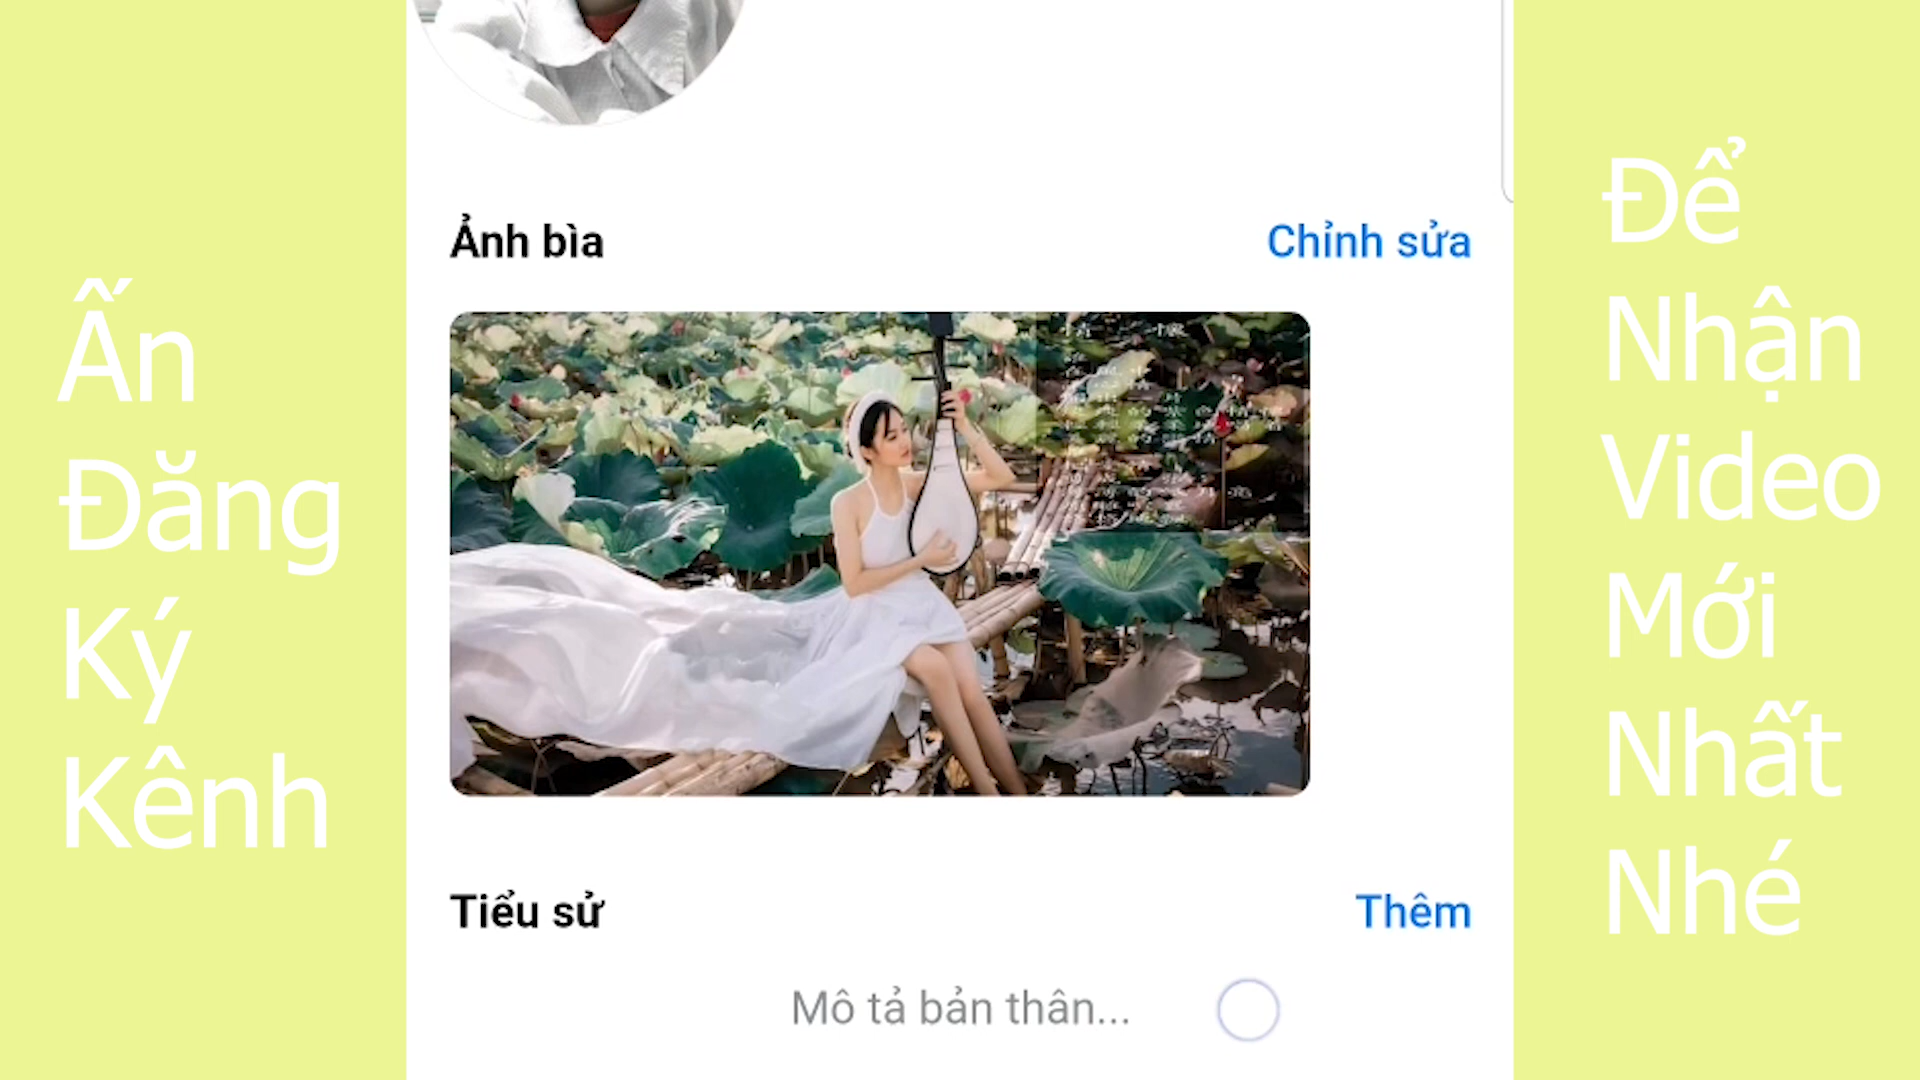 Ấn
Đăng
Ký
Kênh
Ảnh bìa
Chỉnh sửa
Tiểu sử
Thêm
Mô tả bản thân...
Để
Nhận
Video
Mới
Nhất
Nhé